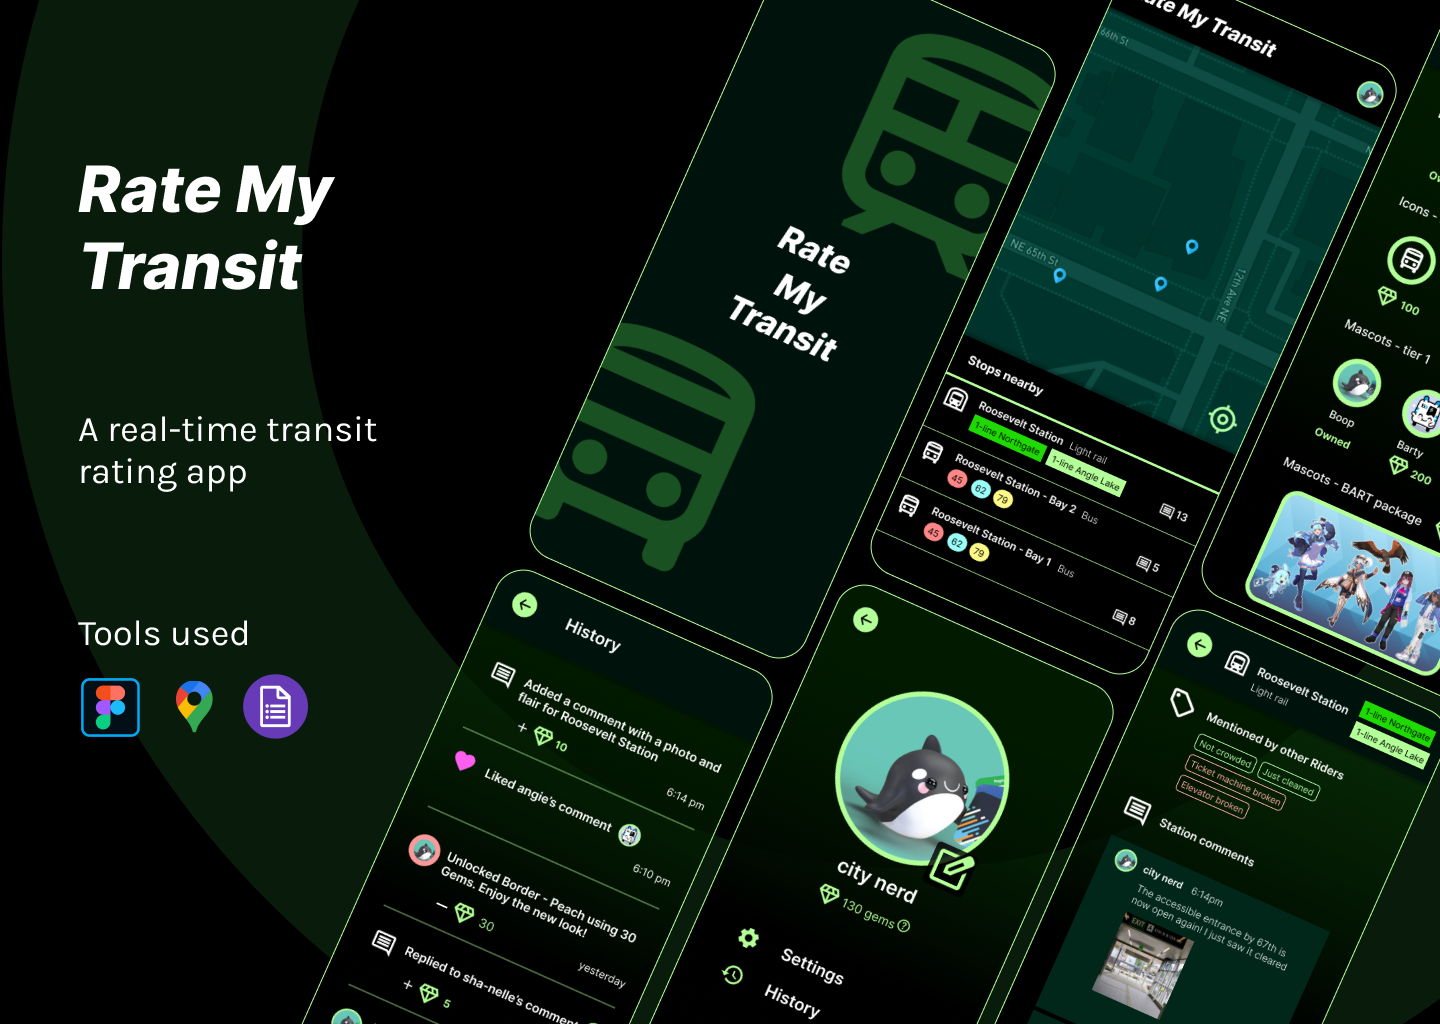 Rate My
Transit
A real-time transit
rating app
Tools used
Rate
My
Transit
Rate My Transit
66th St
NE 65th St
12th Ave NE
Stops nearby
Roosevelt Station Light rail
1-line Northgate 1-line Angle Lake
13
Roosevelt Station - Bay 2 Bus
45 62 79
5
Roosevelt Station - Bay 1 Bus
45 62 79
8
Icons -
100
Mascots - tier 1
Boop
Owned
Barty
200
Mascots - BART package
History
Added a comment with a photo and
flair for Roosevelt Station
+ 10
6:14 pm
Liked angie's comment
6:10 pm
Unlocked Border - Peach using 30
Gems. Enjoy the new look!
– 30
yesterday
Replied to sha-nelle's comment
+ 5
city nerd
130 gems ?
Settings
History
Roosevelt Station
Light rail
1-line Northgate
1-line Angle Lake
Mentioned by other Riders
Not crowded Just cleaned
Ticket machine broken
Elevator broken
Station comments
city nerd 6:14pm
The accessible entrance by 67th is
now open again! I just saw it cleared
EXIT